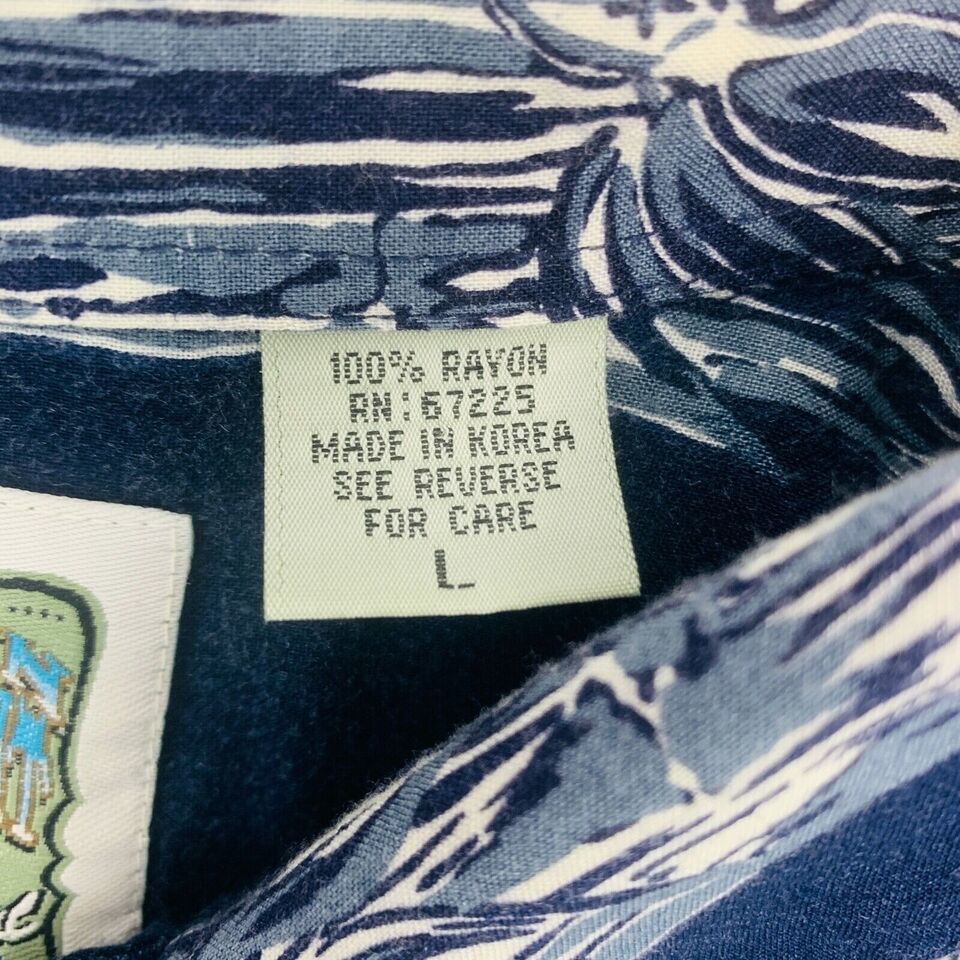 100% RAYON
RN:67225
MADE IN KOREA
SEE REVERSE
FOR CARE
L